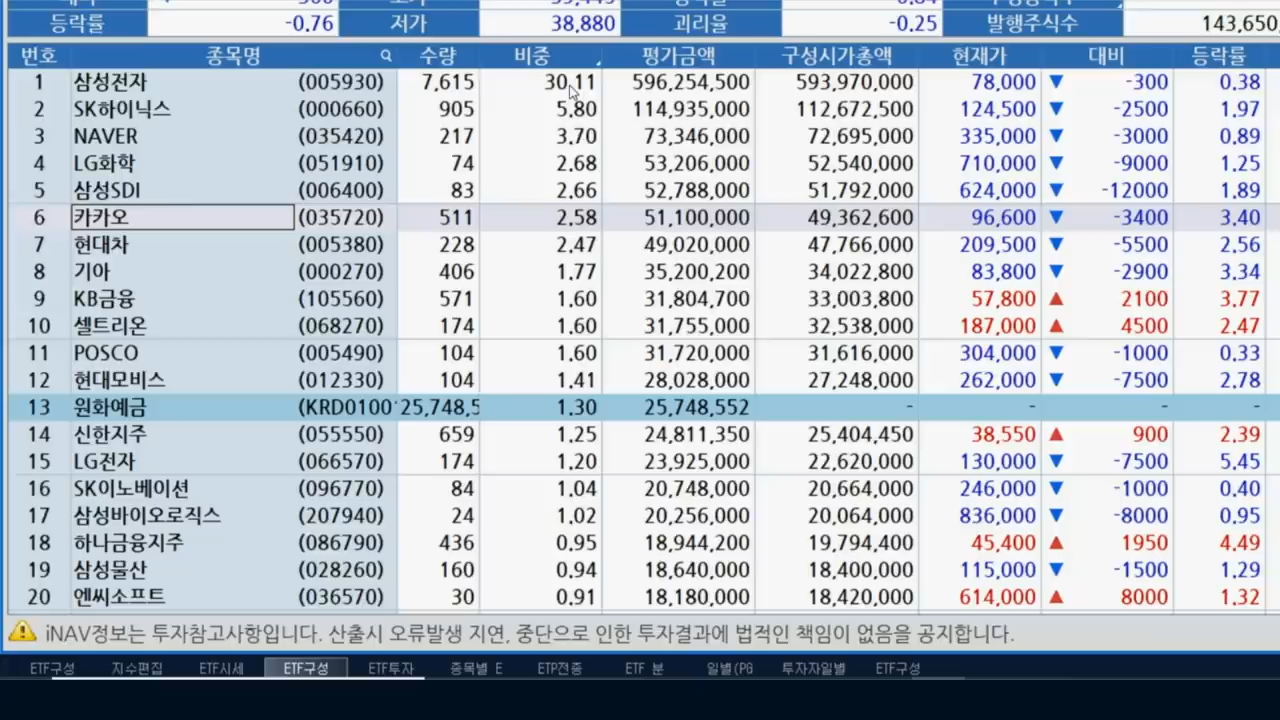 등락률 -0.76 저가 38,880 괴리율 -0.25 발행주식수 143,650
번호 종목명 수량 비중 평가금액 구성시가총액 현재가 대비 등락률
1 삼성전자 (005930) 7,615 30.11 596,254,500 593,970,000 78,000 ▼ -300 0.38
2 SK하이닉스 (000660) 905 5.80 114,935,000 112,672,500 124,500 ▼ -2500 1.97
3 NAVER (035420) 217 3.70 73,346,000 72,695,000 335,000 ▼ -3000 0.89
4 LG화학 (051910) 74 2.68 53,206,000 52,540,000 710,000 ▼ -9000 1.25
5 삼성SDI (006400) 83 2.66 52,788,000 51,792,000 624,000 ▼ -12000 1.89
6 카카오 (035720) 511 2.58 51,100,000 49,362,600 96,600 ▼ -3400 3.40
7 현대차 (005380) 228 2.47 49,020,000 47,766,000 209,500 ▼ -5500 2.56
8 기아 (000270) 406 1.77 35,200,200 34,022,800 83,800 ▼ -2900 3.34
9 KB금융 (105560) 571 1.60 31,804,700 33,003,800 57,800 ▲ 2100 3.77
10 셀트리온 (068270) 174 1.60 31,755,000 32,538,000 187,000 ▲ 4500 2.47
11 POSCO (005490) 104 1.60 31,720,000 31,616,000 304,000 ▼ -1000 0.33
12 현대모비스 (012330) 104 1.41 28,028,000 27,248,000 262,000 ▼ -7500 2.78
13 원화예금 (KRD0100 25,748,5 1.30 25,748,552 - - - -
14 신한지주 (055550) 659 1.25 24,811,350 25,404,450 38,550 ▲ 900 2.39
15 LG전자 (066570) 174 1.20 23,925,000 22,620,000 130,000 ▼ -7500 5.45
16 SK이노베이션 (096770) 84 1.04 20,748,000 20,664,000 246,000 ▼ -1000 0.40
17 삼성바이오로직스 (207940) 24 1.02 20,256,000 20,064,000 836,000 ▼ -8000 0.95
18 하나금융지주 (086790) 436 0.95 18,944,200 19,794,400 45,400 ▲ 1950 4.49
19 삼성물산 (028260) 160 0.94 18,640,000 18,400,000 115,000 ▼ -1500 1.29
20 엔씨소프트 (036570) 30 0.91 18,180,000 18,420,000 614,000 ▲ 8000 1.32
iNAV정보는 투자참고사항입니다. 산출시 오류발생 지연, 중단으로 인한 투자결과에 법적인 책임이 없음을 공지합니다.
ETF구성 지수편집 ETF시세 ETF구성 ETF투자 종목별 E ETP전종 ETF 분 일별(PG 투자자일별 ETF구성